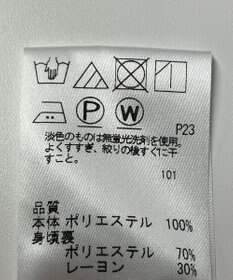 P W P23
淡色のものは無蛍光洗剤を使用。
よくすすぎ、絞りの後すぐに干
すこと。
101
品質
本体 ポリエステル 100%
身頃裏
ポリエステル 70%
レーヨン 30%